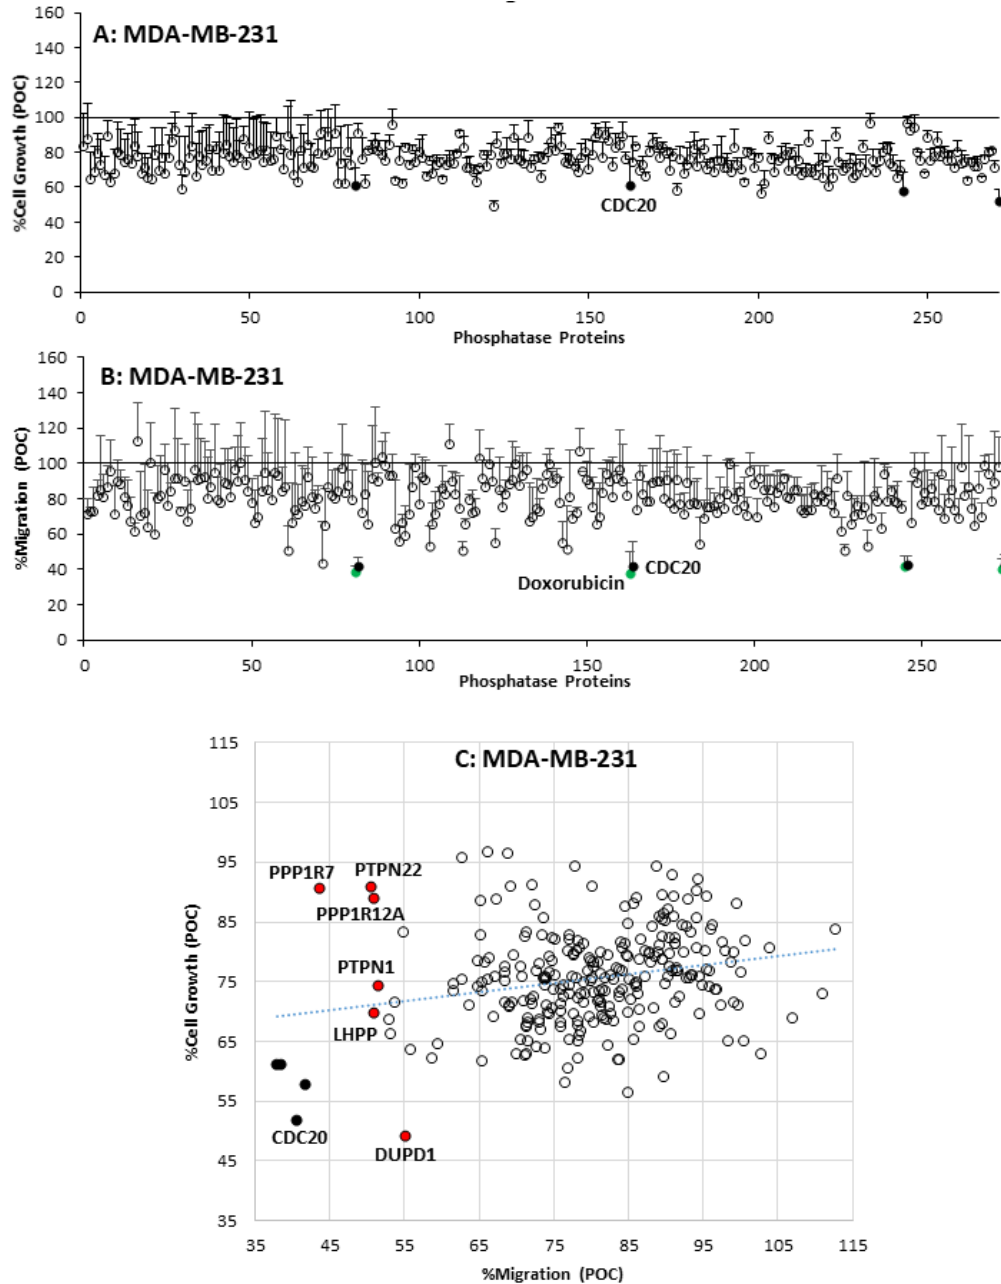 A: MDA-MB-231
%Cell Growth (POC)
160
140
120
100
80
60
40
20
0
CDC20
0 50 100 150 200 250
Phosphatase Proteins
B: MDA-MB-231
%Migration (POC)
160
140
120
100
80
60
40
20
0
CDC20
Doxorubicin
0 50 100 150 200 250
Phosphatase Proteins
C: MDA-MB-231
%Cell Growth (POC)
115
105
95
85
75
65
55
45
35
PPP1R7 PTPN22
PPP1R12A
PTPN1
LHPP
CDC20
DUPD1
35 45 55 65 75 85 95 105 115
%Migration (POC)